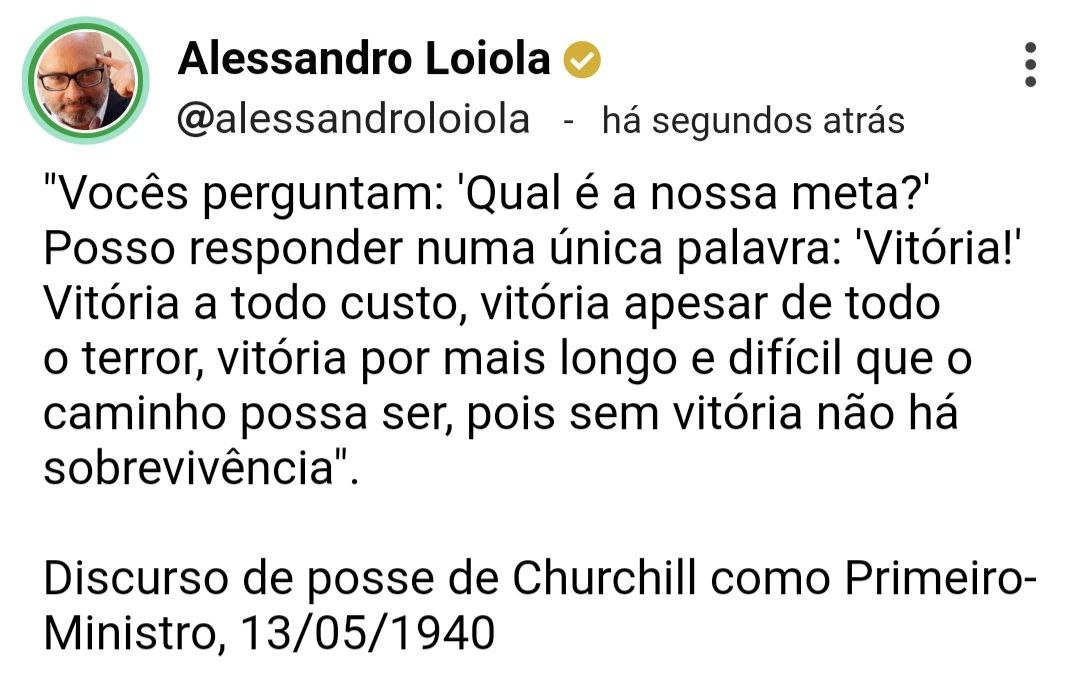 Alessandro Loiola
@alessandroloiola - há segundos atrás
"Vocês perguntam: 'Qual é a nossa meta?'
Posso responder numa única palavra: 'Vitória!'
Vitória a todo custo, vitória apesar de todo
o terror, vitória por mais longo e difícil que o
caminho possa ser, pois sem vitória não há
sobrevivência".
Discurso de posse de Churchill como Primeiro-
Ministro, 13/05/1940